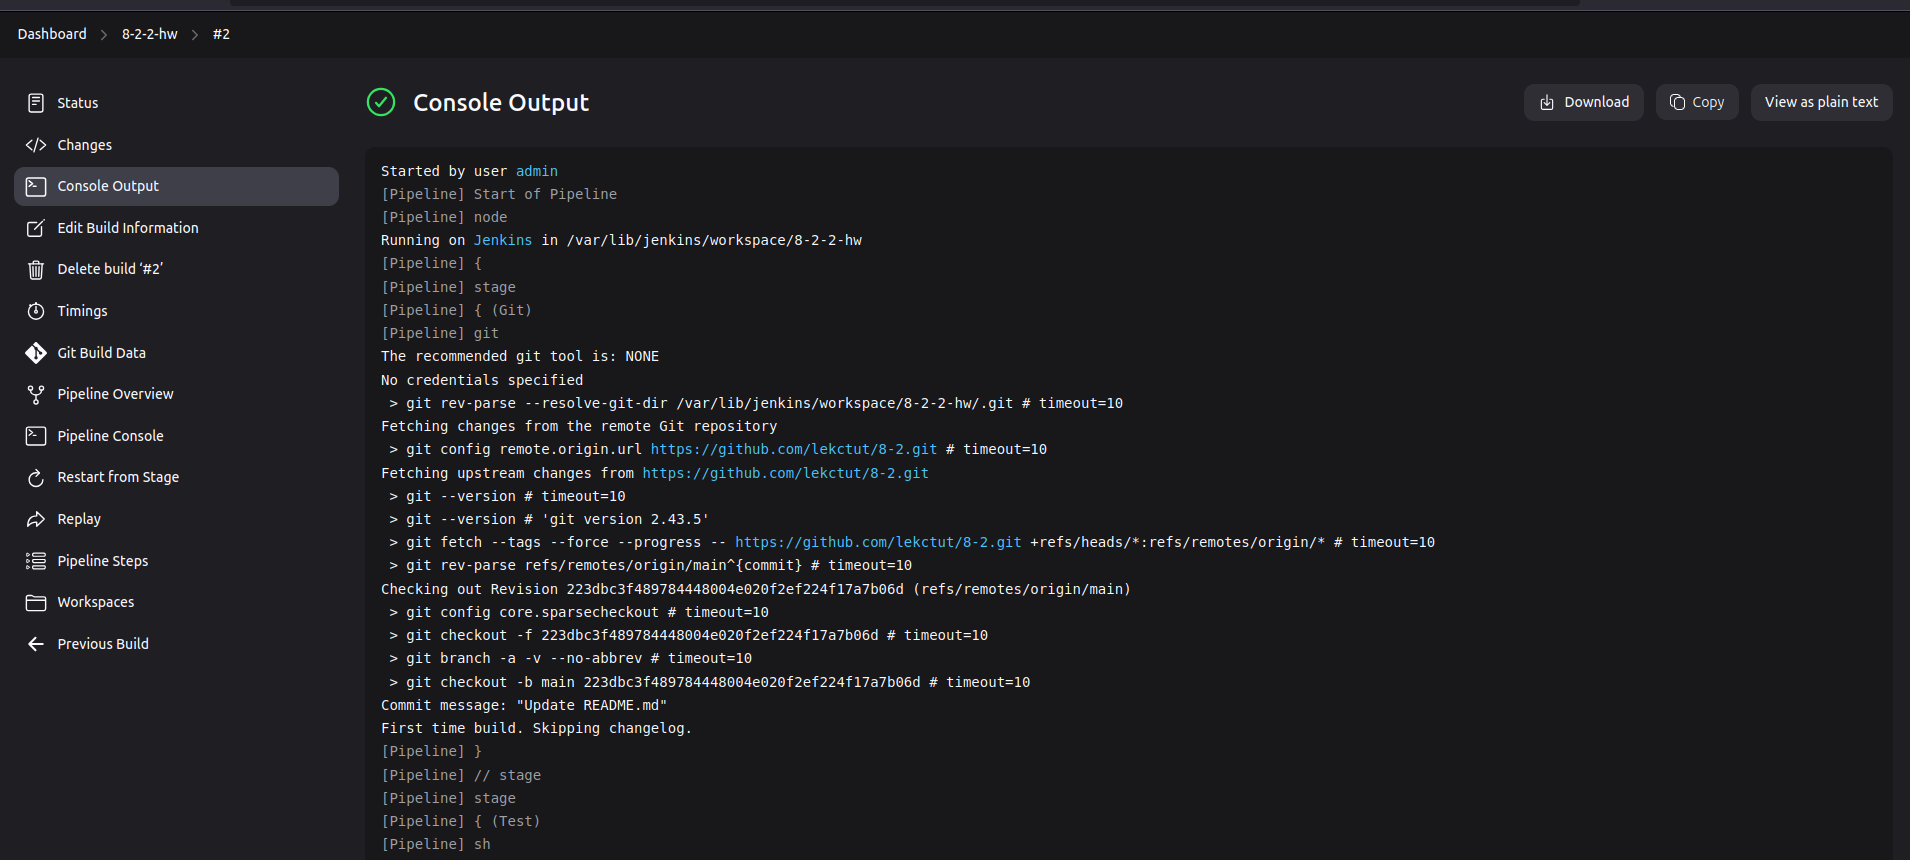 Dashboard > 8-2-2-hw > #2
Status
Changes
Console Output
Edit Build Information
Delete build ‘#2’
Timings
Git Build Data
Pipeline Overview
Pipeline Console
Restart from Stage
Replay
Pipeline Steps
Workspaces
Previous Build
Console Output
Download
Copy
View as plain text
Started by user admin
[Pipeline] Start of Pipeline
[Pipeline] node
Running on Jenkins in /var/lib/jenkins/workspace/8-2-2-hw
[Pipeline] {
[Pipeline] stage
[Pipeline] { (Git)
[Pipeline] git
The recommended git tool is: NONE
No credentials specified
 > git rev-parse --resolve-git-dir /var/lib/jenkins/workspace/8-2-2-hw/.git # timeout=10
Fetching changes from the remote Git repository
 > git config remote.origin.url https://github.com/lekctut/8-2.git # timeout=10
Fetching upstream changes from https://github.com/lekctut/8-2.git
 > git --version # timeout=10
 > git --version # 'git version 2.43.5'
 > git fetch --tags --force --progress -- https://github.com/lekctut/8-2.git +refs/heads/*:refs/remotes/origin/* # timeout=10
 > git rev-parse refs/remotes/origin/main^{commit} # timeout=10
Checking out Revision 223dbc3f489784448004e020f2ef224f17a7b06d (refs/remotes/origin/main)
 > git config core.sparsecheckout # timeout=10
 > git checkout -f 223dbc3f489784448004e020f2ef224f17a7b06d # timeout=10
 > git branch -a -v --no-abbrev # timeout=10
 > git checkout -b main 223dbc3f489784448004e020f2ef224f17a7b06d # timeout=10
Commit message: "Update README.md"
First time build. Skipping changelog.
[Pipeline] }
[Pipeline] // stage
[Pipeline] stage
[Pipeline] { (Test)
[Pipeline] sh